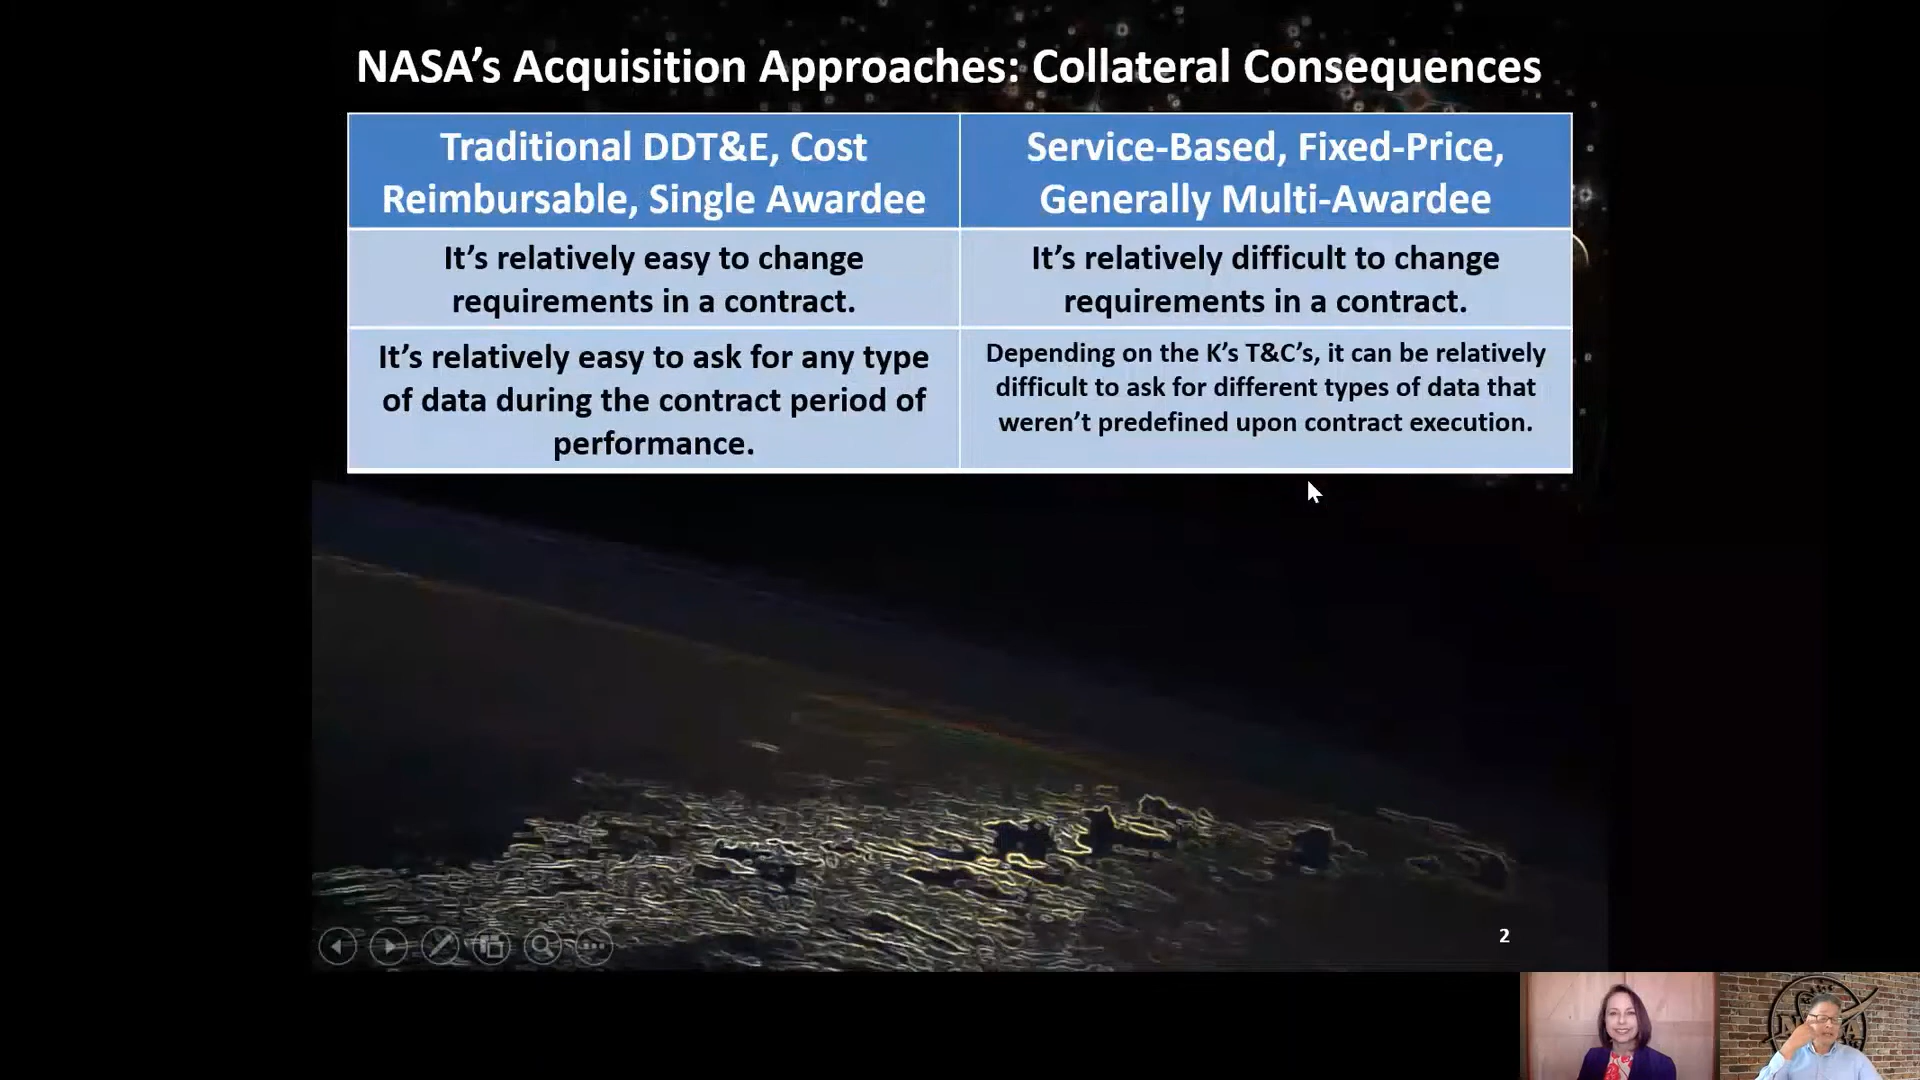 NASA's Acquisition Approaches: Collateral Consequences
Traditional DDT&E, Cost
Reimbursable, Single Awardee
Service-Based, Fixed-Price,
Generally Multi-Awardee
It's relatively easy to change
requirements in a contract.
It's relatively difficult to change
requirements in a contract.
It's relatively easy to ask for any type
of data during the contract period of
performance.
Depending on the K's T&C's, it can be relatively
difficult to ask for different types of data that
weren't predefined upon contract execution.
2